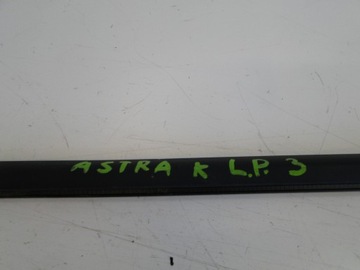 ASTRA K L.P. 3